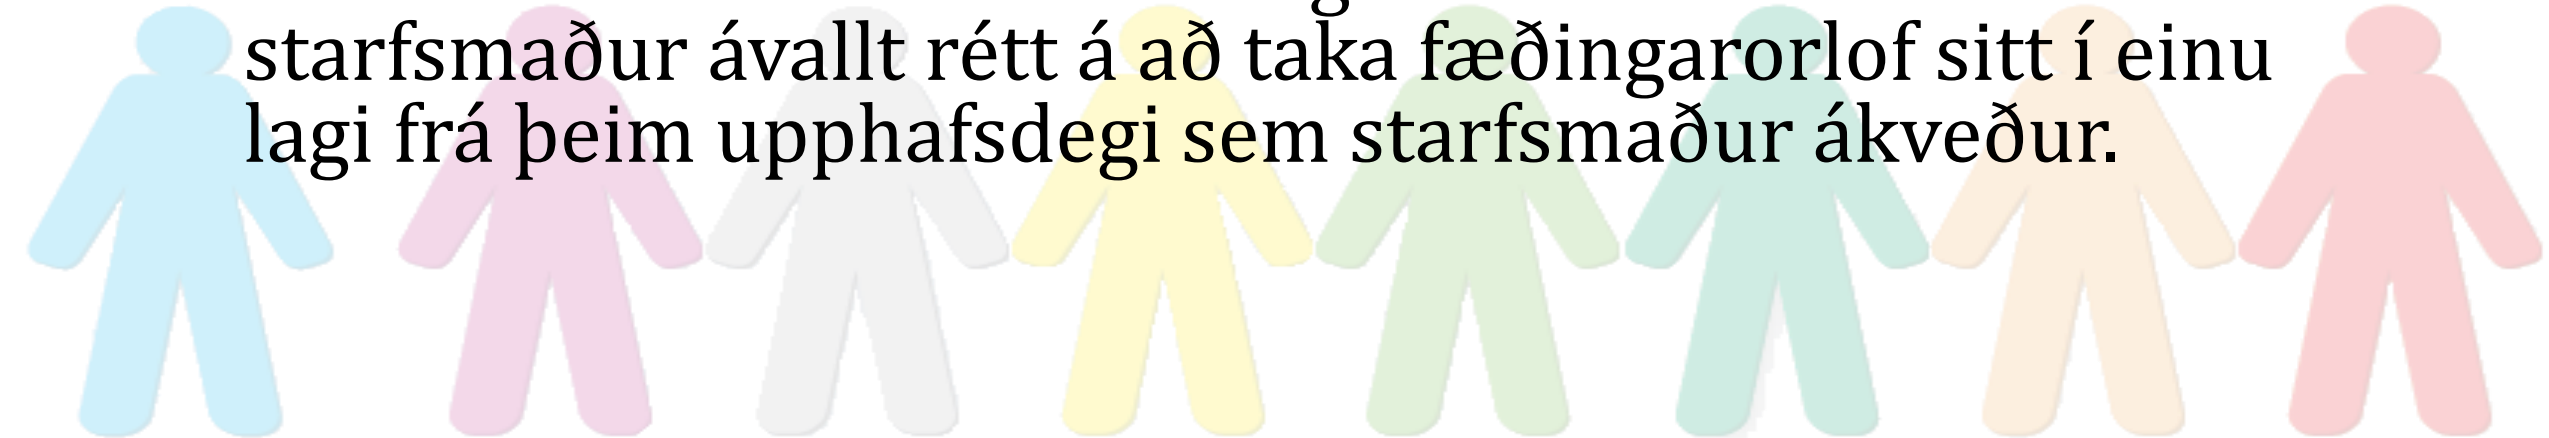 starfsmaður ávallt rétt á að taka fæðingarorlof sitt í einu
lagi frá þeim upphafsdegi sem starfsmaður ákveður.